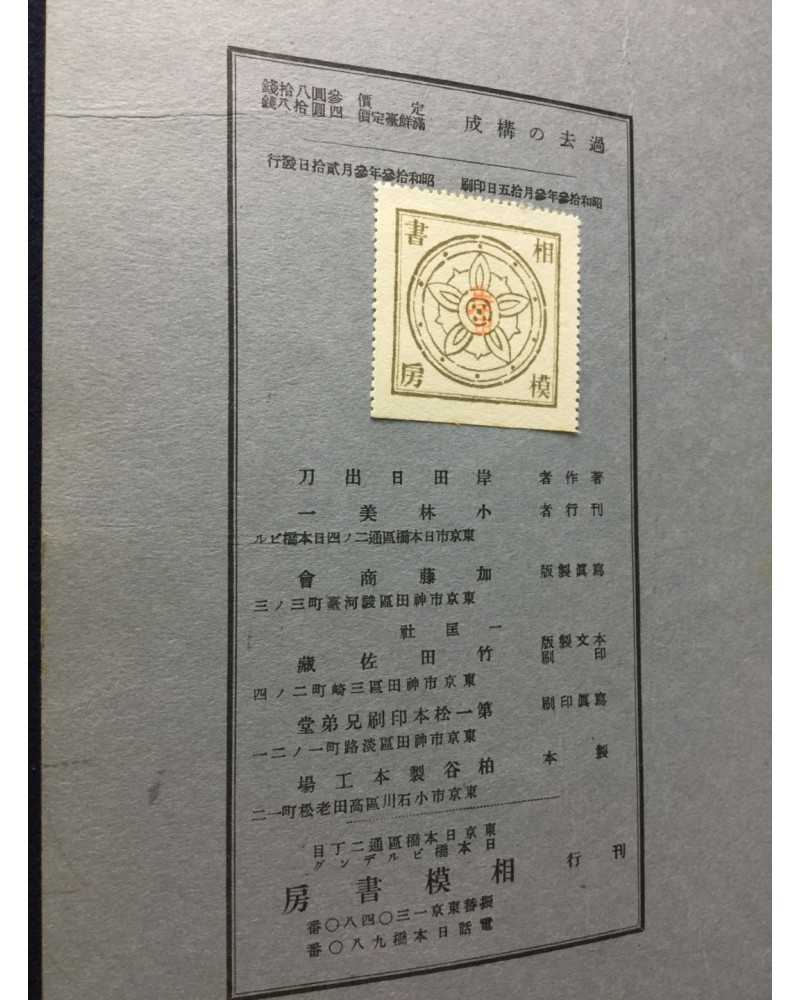 過去の構成
定價 參圓八拾錢
滿鮮臺定價 四圓拾八錢
昭和拾參年參月拾五日印刷 昭和拾參年參月貳拾日發行
相模
書房
著作者 岸田日出刀
刊行者 小林美一
東京市日本橋區通二ノ四日本橋ビル
寫眞製版 加藤商會
東京市神田區駿河臺町三ノ三
一匡社
本文製版
印刷 竹田佐藏
東京市神田區三崎町二ノ四
寫眞印刷 第一松本印刷兄弟堂
東京市神田區淡路町一ノ二一
製本 柏谷製本工場
東京市小石川區高田老松町一二
東京日本橋區通二丁目
日本橋ビルデング
刊行 相模書房
振替東京一三〇四八〇番
電話日本橋九八〇番